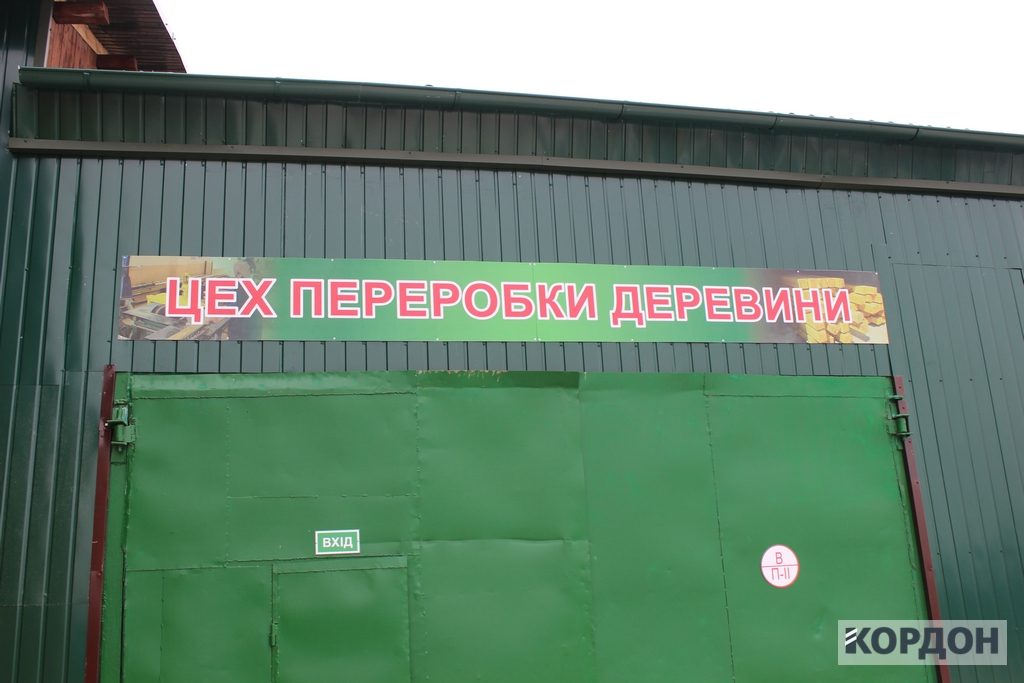 ЦЕХ ПЕРЕРОБКИ ДЕРЕВИНИ
ВХІД
В
П-ІІ
КОРДОН